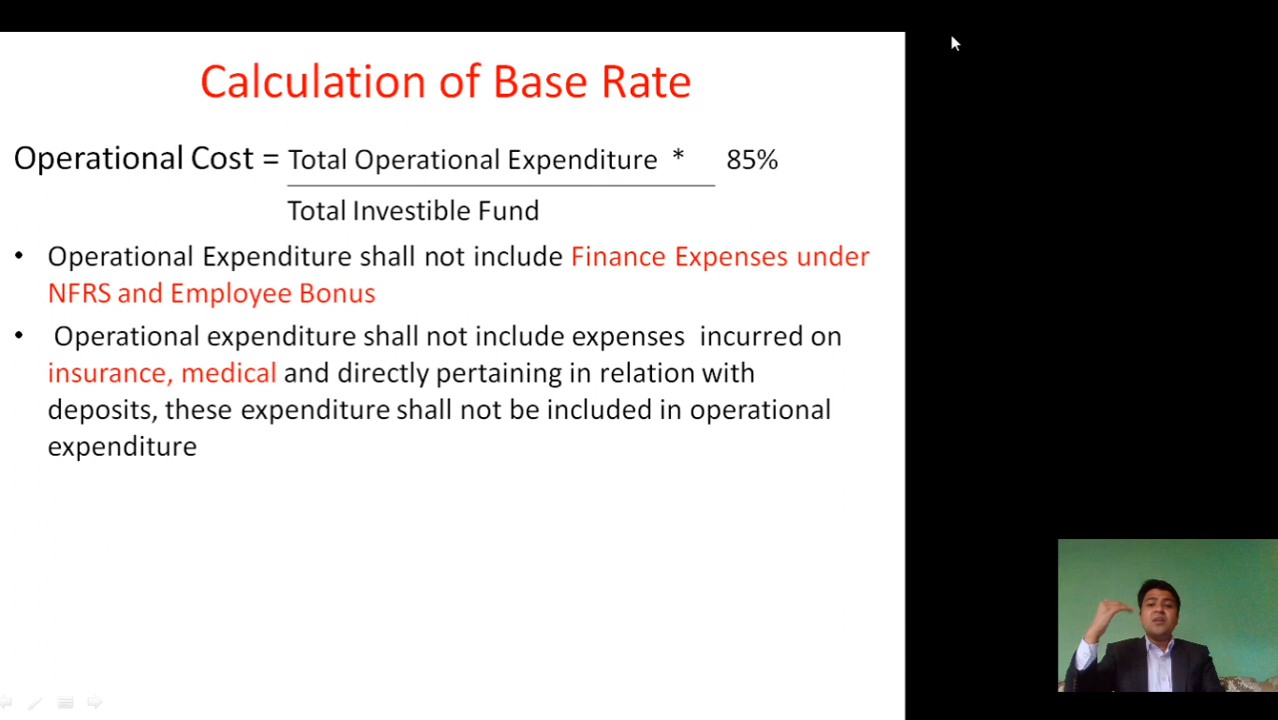 Calculation of Base Rate
Operational Cost = Total Operational Expenditure * 85%
Total Investible Fund
• Operational Expenditure shall not include Finance Expenses under
NFRS and Employee Bonus
• Operational expenditure shall not include expenses incurred on
insurance, medical and directly pertaining in relation with
deposits, these expenditure shall not be included in operational
expenditure